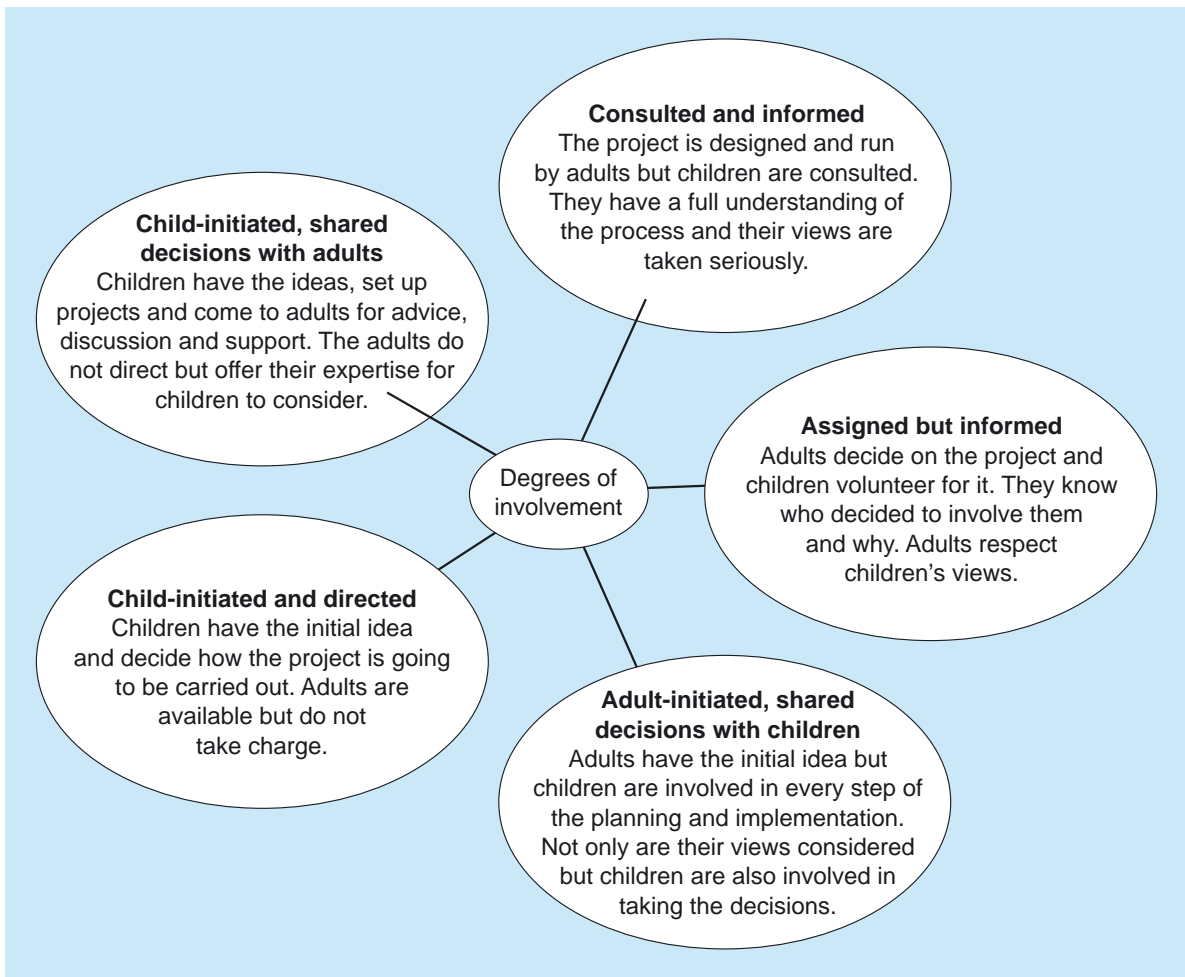 Consulted and informed
The project is designed and run
by adults but children are consulted.
They have a full understanding of
the process and their views are
taken seriously.
Child-initiated, shared
decisions with adults
Children have the ideas, set up
projects and come to adults for advice,
discussion and support. The adults do
not direct but offer their expertise for
children to consider.
Assigned but informed
Adults decide on the project and
children volunteer for it. They know
who decided to involve them
and why. Adults respect
children’s views.
Degrees of
involvement
Child-initiated and directed
Children have the initial idea
and decide how the project is going
to be carried out. Adults are
available but do not
take charge.
Adult-initiated, shared
decisions with children
Adults have the initial idea but
children are involved in every step of
the planning and implementation.
Not only are their views considered
but children are also involved in
taking the decisions.